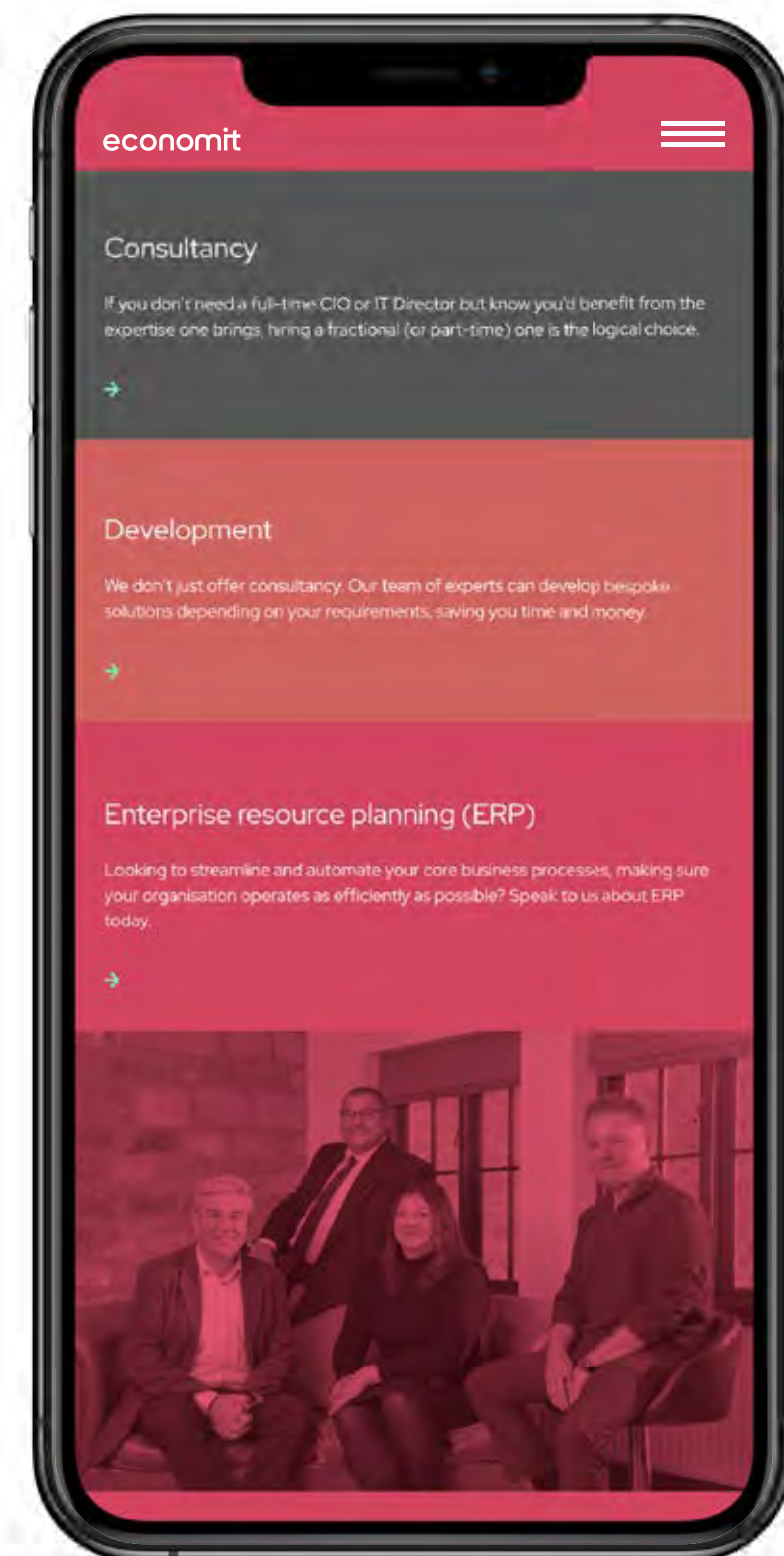 economit
Consultancy
If you don't need a full-time CIO or IT Director but know you'd benefit from the
expertise one brings, hiring a fractional (or part-time) one is the logical choice.
Development
We don't just offer consultancy. Our team of experts can develop bespoke
solutions depending on your requirements, saving you time and money.
Enterprise resource planning (ERP)
Looking to streamline and automate your core business processes, making sure
your organisation operates as efficiently as possible? Speak to us about ERP
today.